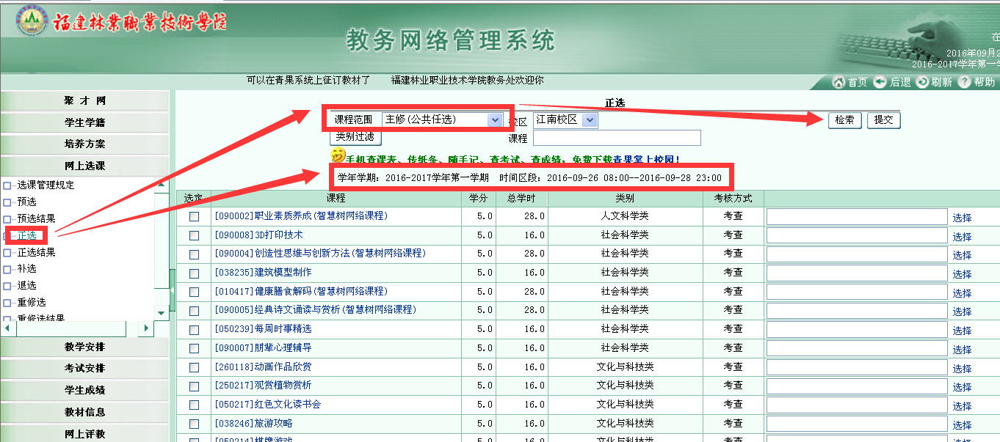 福建林業職業技術學院
教务网络管理系统
2016年09月2
2016-2017学年第一学
可以在青果系统上征订教材了 福建林业职业技术学院教务处欢迎你
首页 后退 刷新 帮助
聚 才 网
学生学籍
培养方案
网上选课
选课管理规定
预选
预选结果
正选
正选结果
补选
退选
重修选
重修选结果
教学安排
考试安排
学生成绩
教材信息
网上评教
正选
课程范围 主修(公共任选) 校区 江南校区 检索 提交
类别过滤 课程
手机查课表、传纸条、随手记、查考试、查成绩，免费下载青果掌上校园！
学年学期：2016-2017学年第一学期 时间区段：2016-09-26 08:00--2016-09-28 23:00
选定 课程 学分 总学时 类别 考核方式
[090002]职业素质养成(智慧树网络课程) 5.0 28.0 人文科学类 考查 选择
[090008]3D打印技术 5.0 16.0 社会科学类 考查 选择
[090004]创造性思维与创新方法(智慧树网络课程) 5.0 28.0 社会科学类 考查 选择
[038235]建筑模型制作 5.0 16.0 社会科学类 考查 选择
[010417]健康膳食解码(智慧树网络课程) 5.0 28.0 社会科学类 考查 选择
[090005]经典诗文诵读与赏析(智慧树网络课程) 5.0 28.0 社会科学类 考查 选择
[050239]每周时事精选 5.0 16.0 社会科学类 考查 选择
[090007]朋辈心理辅导 5.0 16.0 社会科学类 考查 选择
[260118]动画作品欣赏 5.0 16.0 文化与科技类 考查 选择
[250217]观赏植物赏析 5.0 16.0 文化与科技类 考查 选择
[050217]红色文化读书会 5.0 16.0 文化与科技类 考查 选择
[038246]旅游攻略 5.0 16.0 文化与科技类 考查 选择
[050214]棋牌游戏 5.0 16.0 文化与科技类 考查 选择